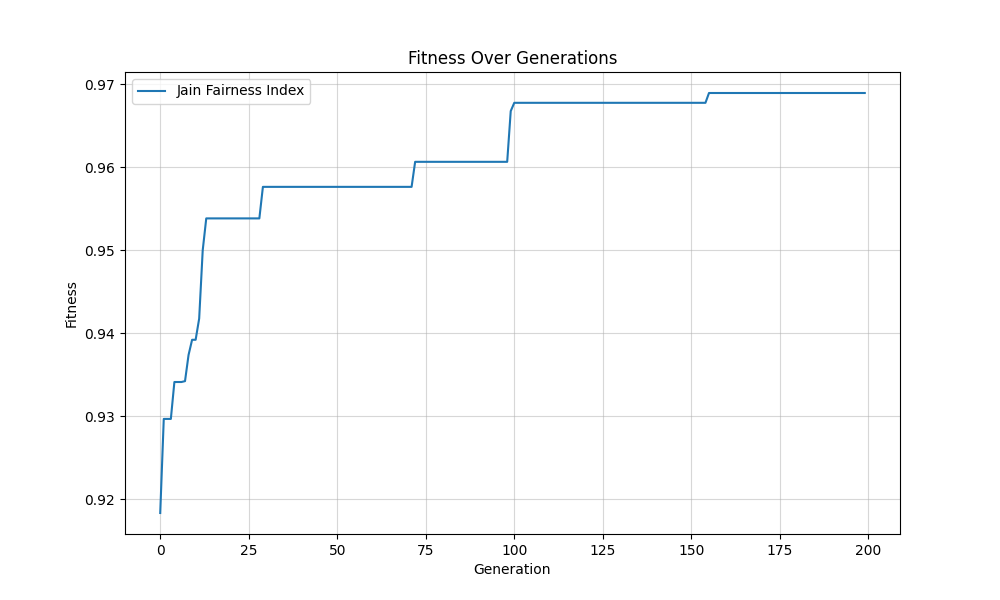 Fitness Over Generations
Jain Fairness Index
0.97
0.96
0.95
0.94
0.93
0.92
Fitness
0 25 50 75 100 125 150 175 200
Generation